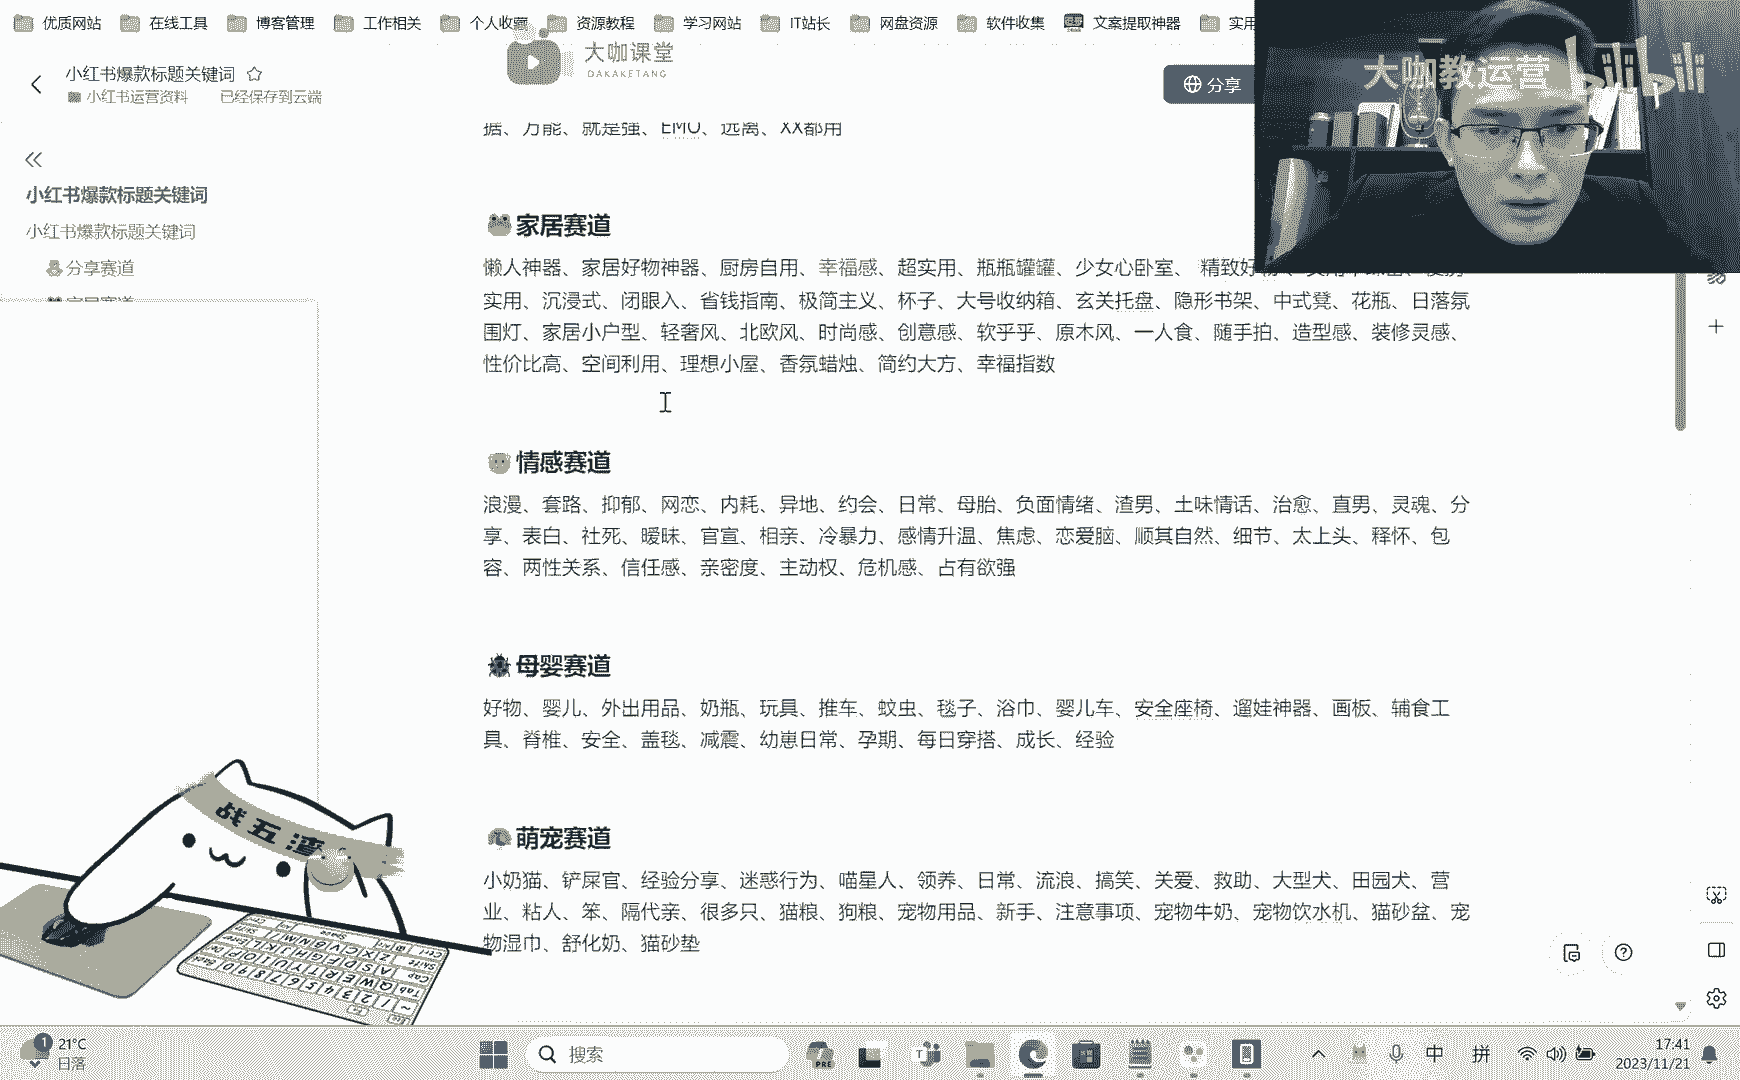 优质网站 在线工具 博客管理 工作相关 个人收藏 资源教程 学习网站 IT站长 网盘资源 软件收集 文案提取神器 实用
大咖课堂
DAKAKETANG
大咖教运营 bilibili
小红书爆款标题关键词
小红书运营资料 已经保存到云端
分享
据、万能、就是强、EMO、远离、XX都用
小红书爆款标题关键词
小红书爆款标题关键词
分享赛道
家居赛道
家居赛道
懒人神器、家居好物神器、厨房自用、幸福感、超实用、瓶瓶罐罐、少女心卧室、 精致好
实用、沉浸式、闭眼入、省钱指南、极简主义、杯子、大号收纳箱、玄关托盘、隐形书架、中式凳、花瓶、日落氛
围灯、家居小户型、轻奢风、北欧风、时尚感、创意感、软乎乎、原木风、一人食、随手拍、造型感、装修灵感、
性价比高、空间利用、理想小屋、香氛蜡烛、简约大方、幸福指数
情感赛道
浪漫、套路、抑郁、网恋、内耗、异地、约会、日常、母胎、负面情绪、渣男、土味情话、治愈、直男、灵魂、分
享、表白、社死、暧昧、官宣、相亲、冷暴力、感情升温、焦虑、恋爱脑、顺其自然、细节、太上头、释怀、包
容、两性关系、信任感、亲密度、主动权、危机感、占有欲强
母婴赛道
好物、婴儿、外出用品、奶瓶、玩具、推车、蚊虫、毯子、浴巾、婴儿车、安全座椅、遛娃神器、画板、辅食工
具、脊椎、安全、盖毯、减震、幼崽日常、孕期、每日穿搭、成长、经验
萌宠赛道
小奶猫、铲屎官、经验分享、迷惑行为、喵星人、领养、日常、流浪、搞笑、关爱、救助、大型犬、田园犬、营
业、粘人、笨、隔代亲、很多只、猫粮、狗粮、宠物用品、新手、注意事项、宠物牛奶、宠物饮水机、猫砂盆、宠
物湿巾、舒化奶、猫砂垫
战五渣
1
21°C
日落
搜索
PRE
中
拼
17:41
2023/11/21